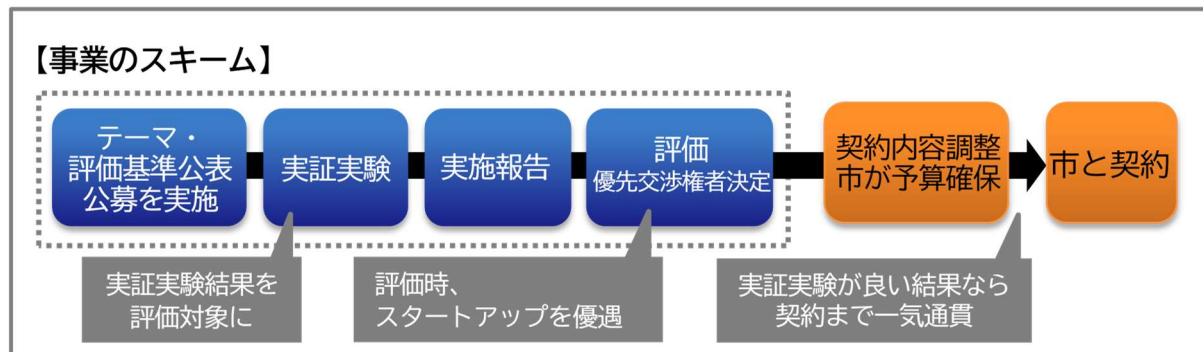 【事業のスキーム】
テーマ・
評価基準公表
公募を実施
実証実験
実施報告
評価
優先交渉権者決定
契約内容調整
市が予算確保
市と契約
実証実験結果を
評価対象に
評価時、
スタートアップを優遇
実証実験が良い結果なら
契約まで一気通貫